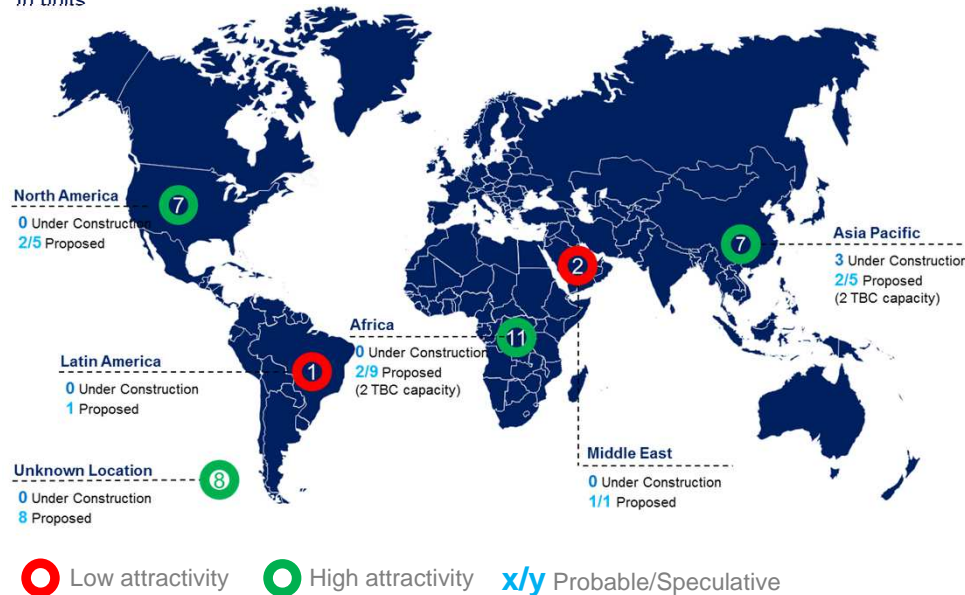 in units
North America
7
0 Under Construction
2/5 Proposed
Latin America
1
0 Under Construction
1 Proposed
Unknown Location
8
0 Under Construction
8 Proposed
Africa
11
0 Under Construction
2/9 Proposed
(2 TBC capacity)
2
Middle East
0 Under Construction
1/1 Proposed
7
Asia Pacific
3 Under Construction
2/5 Proposed
(2 TBC capacity)
Low attractivity
High attractivity
x/y Probable/Speculative